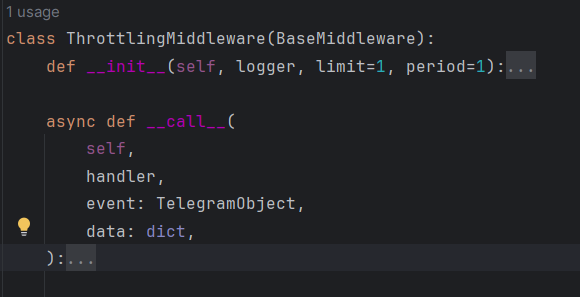 1 usage
class ThrottlingMiddleware(BaseMiddleware):
    def __init__(self, logger, limit=1, period=1):...
    async def __call__(
        self,
        handler,
        event: TelegramObject,
        data: dict,
    ):...